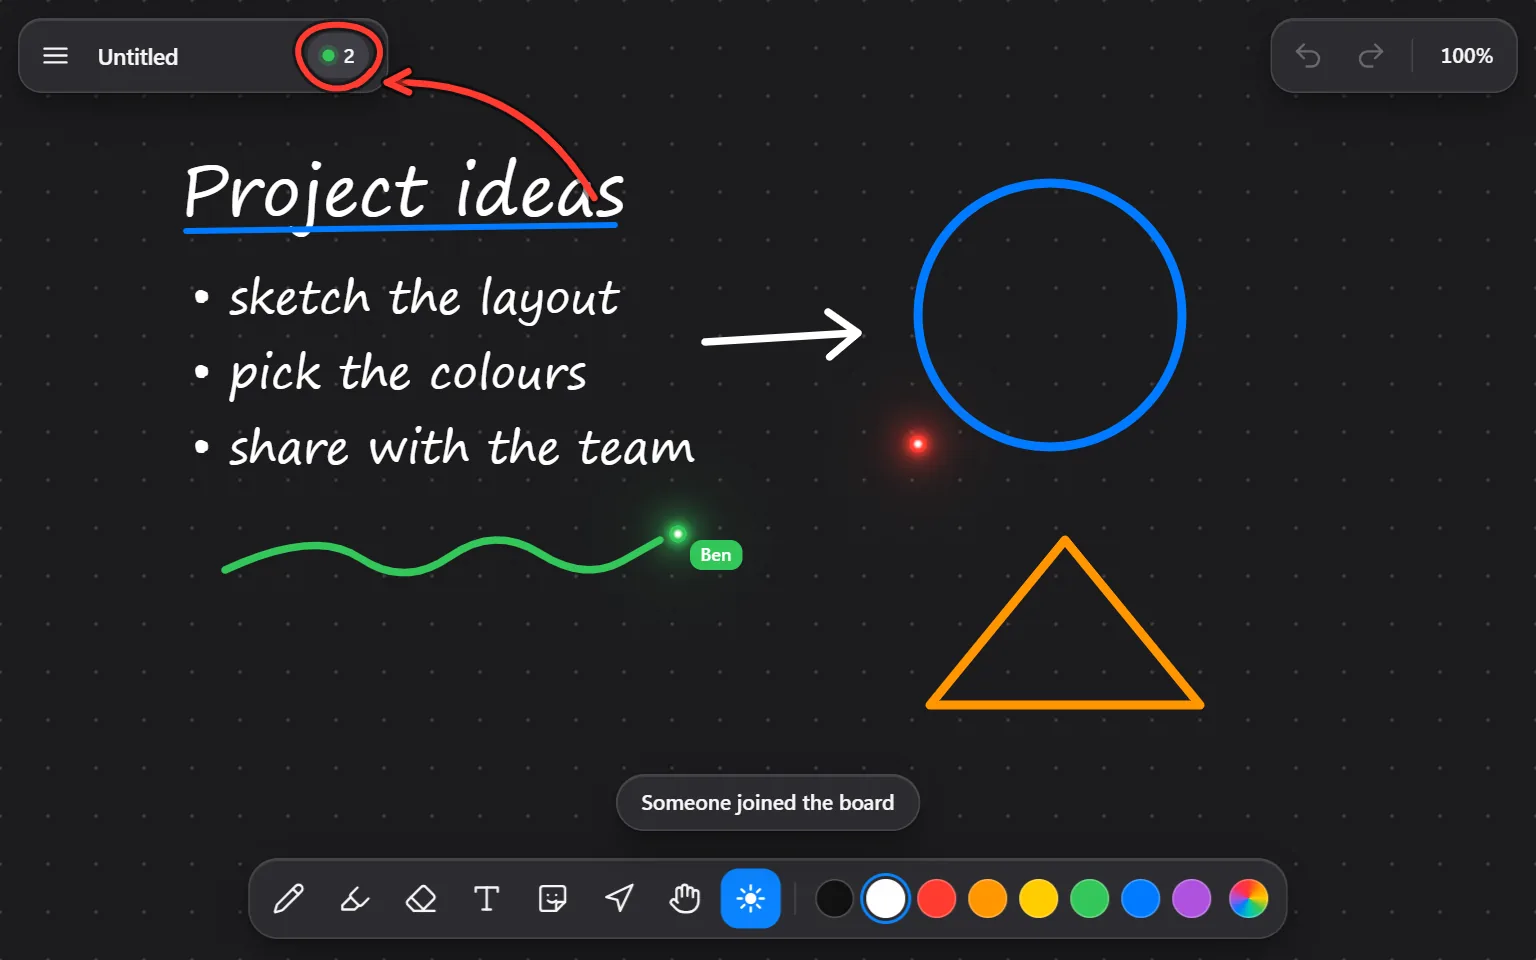 Untitled
2
100%
Project ideas
• sketch the layout
• pick the colours
• share with the team
Ben
Someone joined the board
T